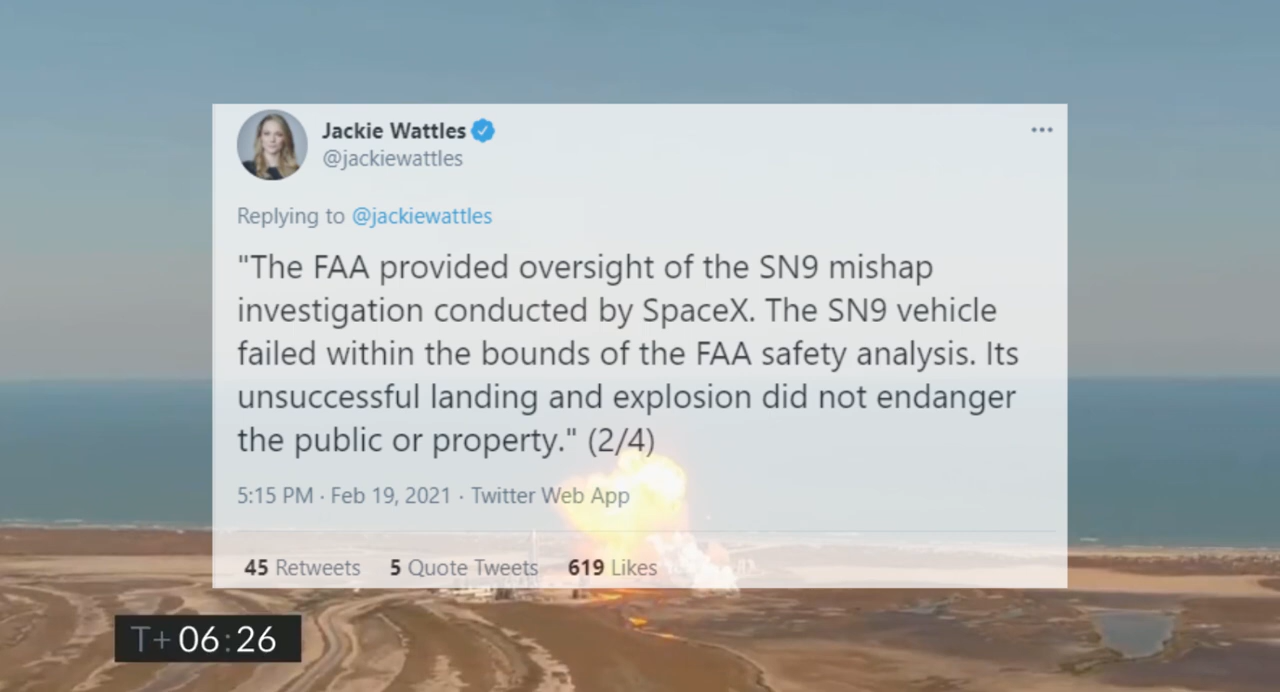 Jackie Wattles
@jackiewattles
Replying to @jackiewattles
"The FAA provided oversight of the SN9 mishap
investigation conducted by SpaceX. The SN9 vehicle
failed within the bounds of the FAA safety analysis. Its
unsuccessful landing and explosion did not endanger
the public or property." (2/4)
5:15 PM · Feb 19, 2021 · Twitter Web App
45 Retweets 5 Quote Tweets 619 Likes
T+06:26